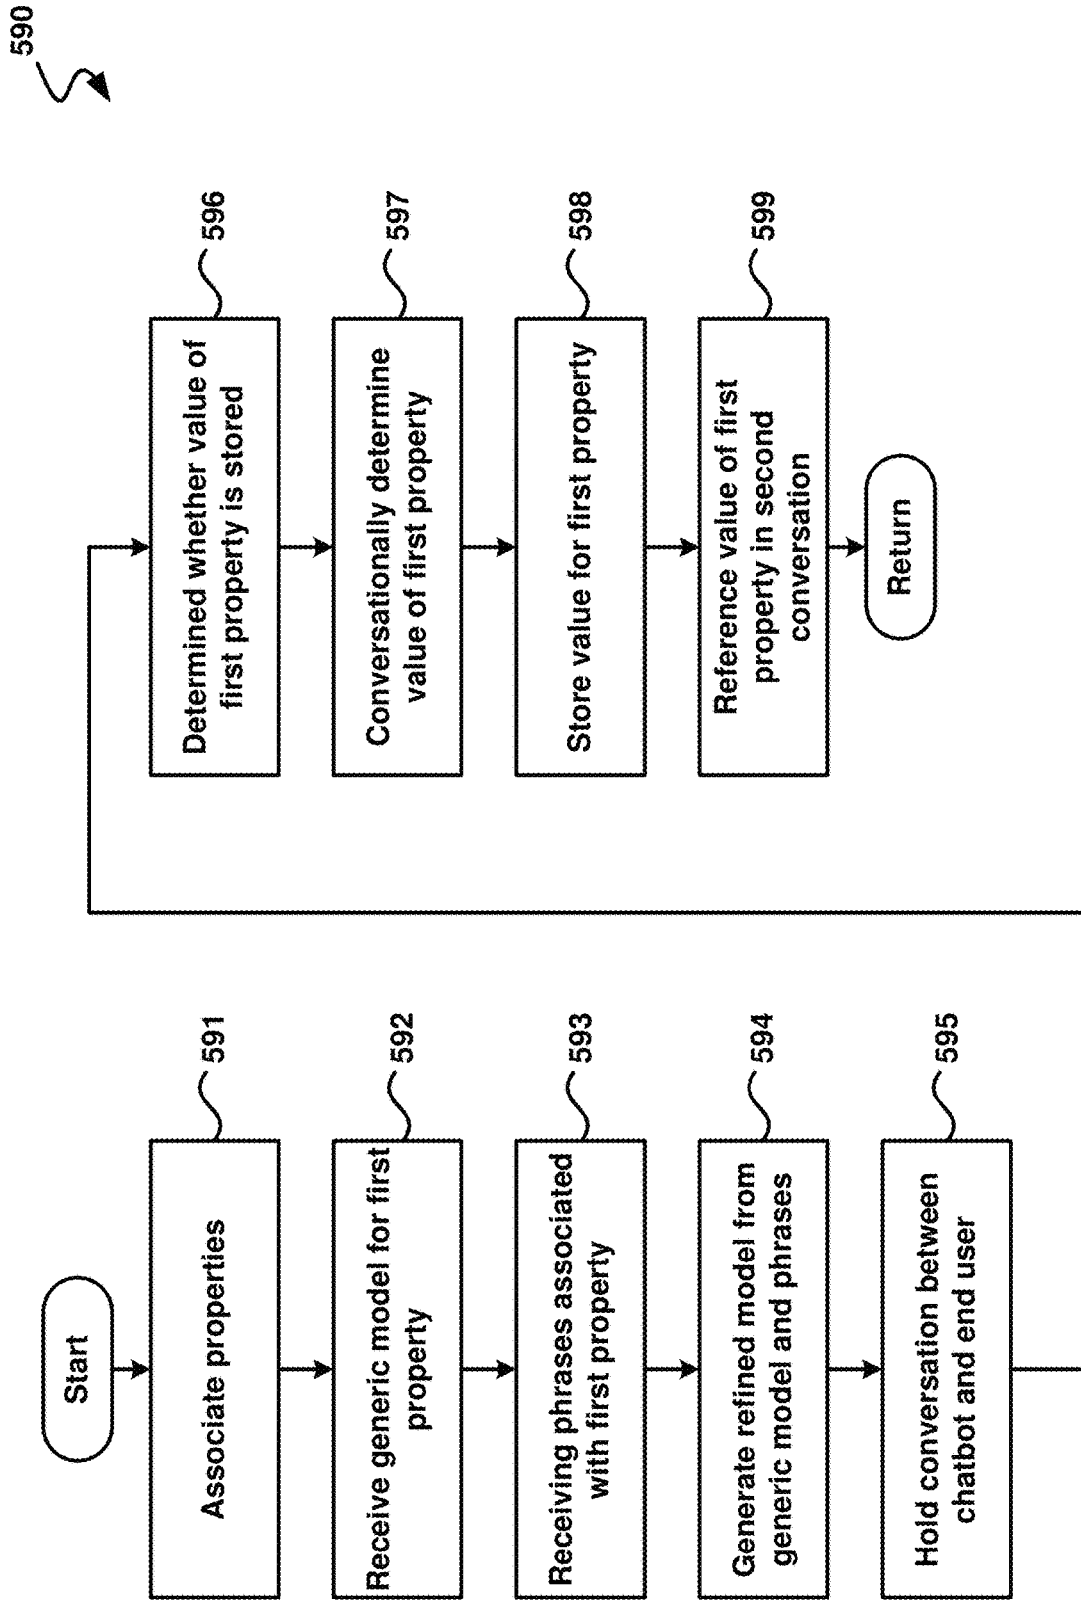 590
Start
Associate properties
591
Receive generic model for first
property
592
Receiving phrases associated
with first property
593
Generate refined model from
generic model and phrases
594
Hold conversation between
chatbot and end user
595
Determined whether value of
first property is stored
596
Conversationally determine
value of first property
597
Store value for first property
598
Reference value of first
property in second
conversation
599
Return